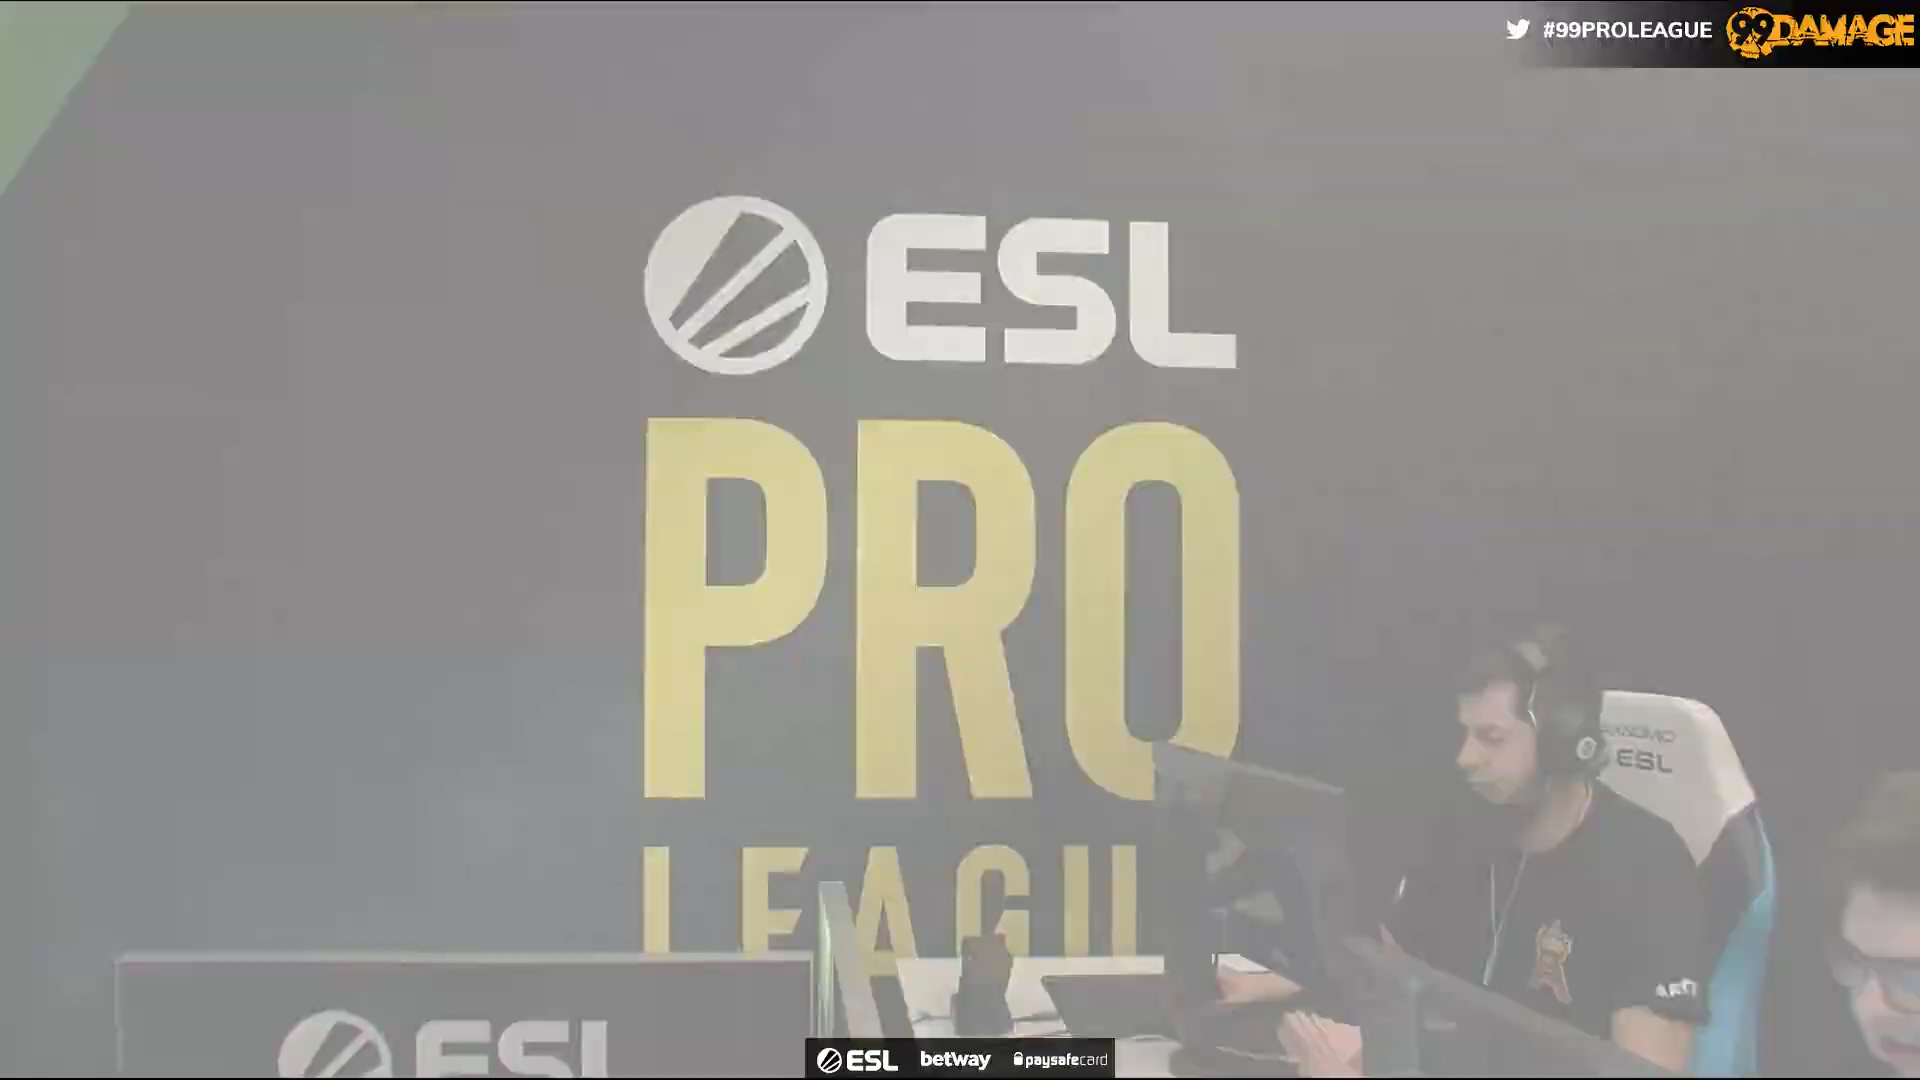 #99PROLEAGUE 99DAMAGE
ESL
PRO
LEAGU
ESL
ESL
ESL betway paysafecard